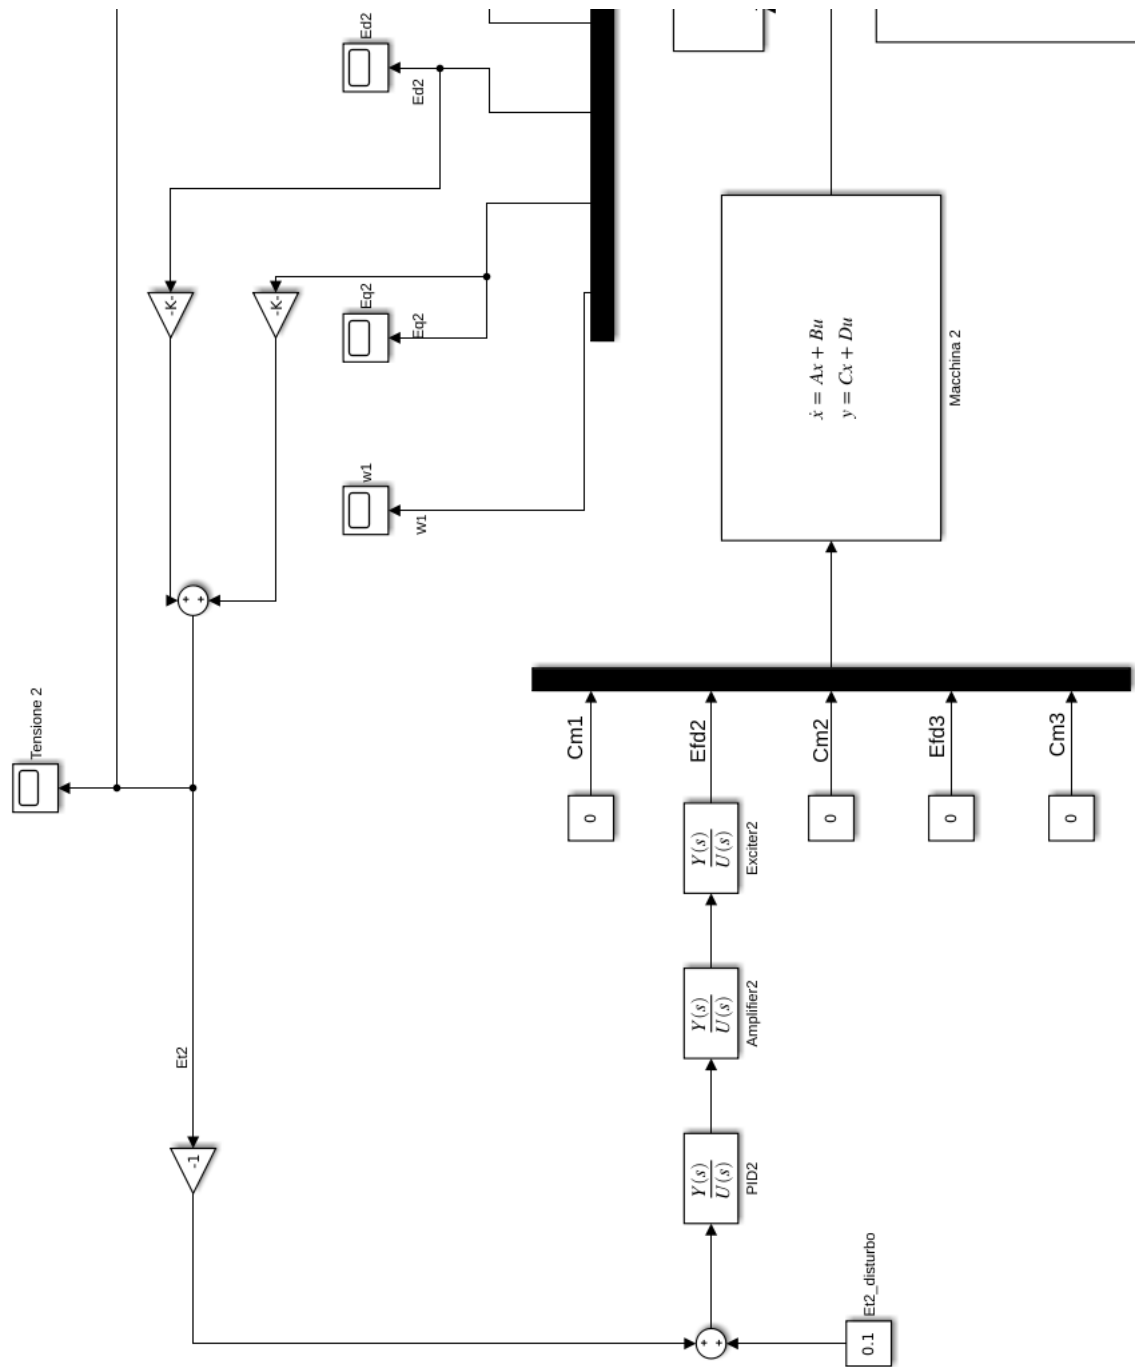 Ed2
Ed2
-K-
-K-
Eq2
Eq2
w1
W1
ẋ = Ax + Bu
y = Cx + Du
Macchina 2
+
+
Tensione 2
Cm1
Efd2
Cm2
Efd3
Cm3
0
Y(s)
U(s)
Exciter2
0
0
0
Y(s)
U(s)
Amplifier2
Et2
-1
Y(s)
U(s)
PID2
+
+
Et2_disturbo
0.1